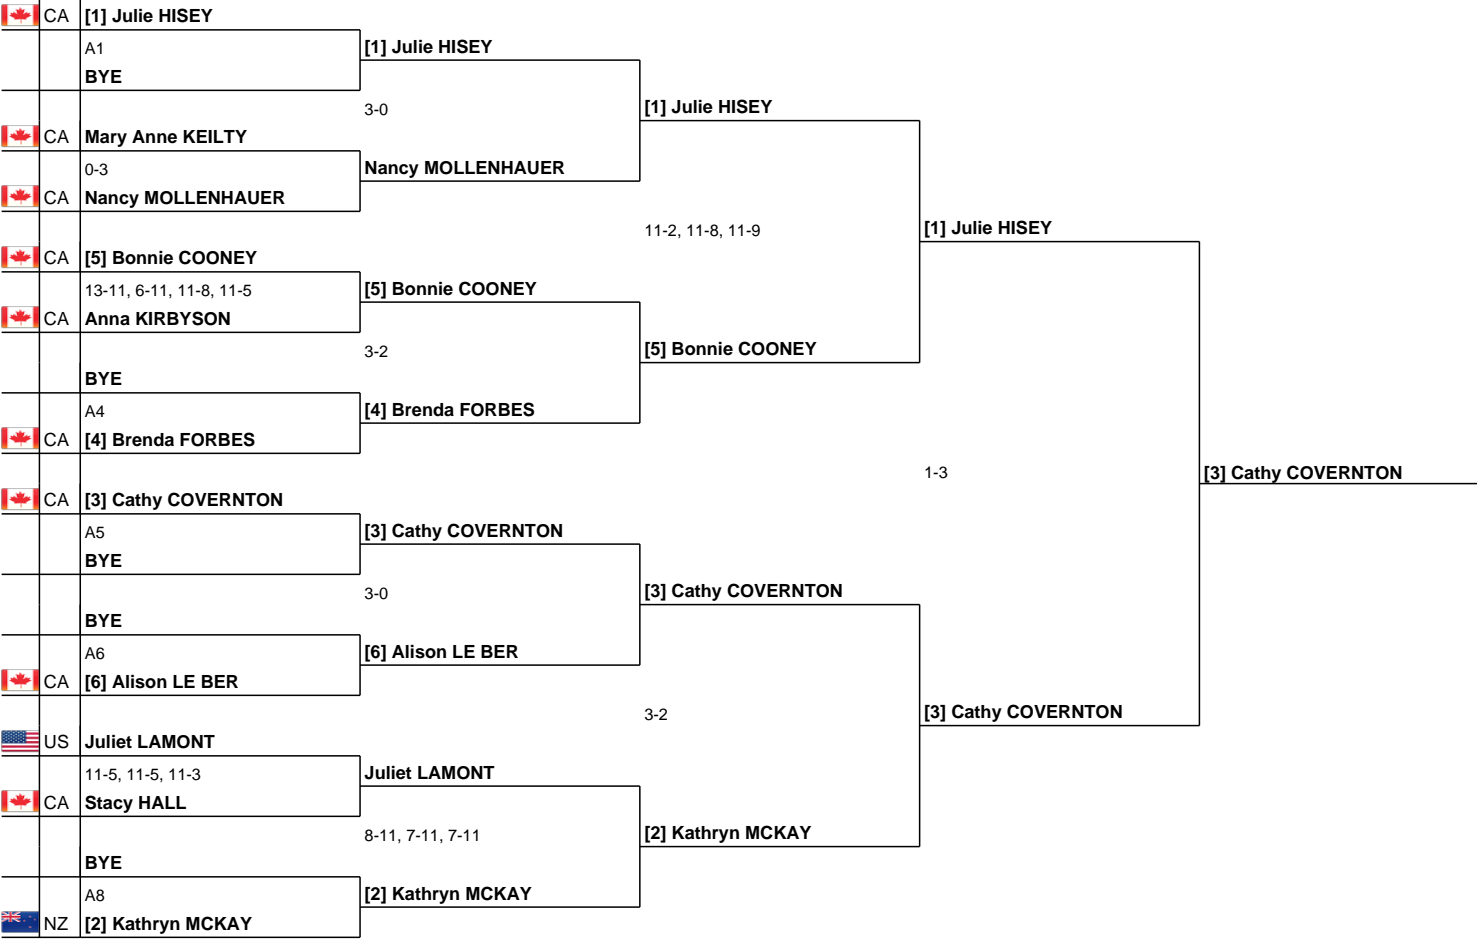 CA [1] Julie HISEY
A1
BYE
[1] Julie HISEY
3-0
CA Mary Anne KEILTY
0-3
CA Nancy MOLLENHAUER
Nancy MOLLENHAUER
[1] Julie HISEY
11-2, 11-8, 11-9
CA [5] Bonnie COONEY
13-11, 6-11, 11-8, 11-5
CA Anna KIRBYSON
[5] Bonnie COONEY
3-2
BYE
A4
CA [4] Brenda FORBES
[4] Brenda FORBES
[5] Bonnie COONEY
[1] Julie HISEY
1-3
[3] Cathy COVERNTON
CA [3] Cathy COVERNTON
A5
BYE
[3] Cathy COVERNTON
3-0
BYE
A6
CA [6] Alison LE BER
[6] Alison LE BER
[3] Cathy COVERNTON
3-2
[3] Cathy COVERNTON
US Juliet LAMONT
11-5, 11-5, 11-3
CA Stacy HALL
Juliet LAMONT
8-11, 7-11, 7-11
BYE
A8
NZ [2] Kathryn MCKAY
[2] Kathryn MCKAY
[2] Kathryn MCKAY